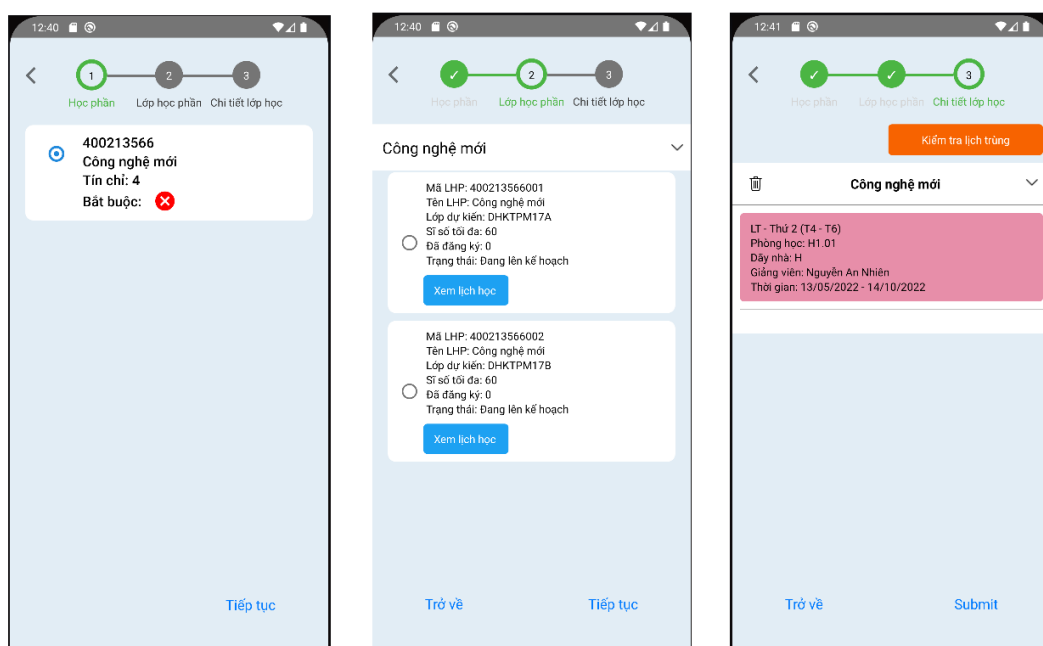 12:40
1
2
3
Học phần
Lớp học phần
Chi tiết lớp học
400213566
Công nghệ mới
Tín chỉ: 4
Bắt buộc:
Tiếp tục
12:40
2
3
Học phần
Lớp học phần
Chi tiết lớp học
Công nghệ mới
Mã LHP: 400213566001
Tên LHP: Công nghệ mới
Lớp dự kiến: DHKTPM17A
Sĩ số tối đa: 60
Đã đăng ký: 0
Trạng thái: Đang lên kế hoạch
Xem lịch học
Mã LHP: 400213566002
Tên LHP: Công nghệ mới
Lớp dự kiến: DHKTPM17B
Sĩ số tối đa: 60
Đã đăng ký: 0
Trạng thái: Đang lên kế hoạch
Xem lịch học
Trở về
Tiếp tục
12:41
3
Học phần
Lớp học phần
Chi tiết lớp học
Kiểm tra lịch trùng
Công nghệ mới
LT - Thứ 2 (T4 - T6)
Phòng học: H1.01
Dãy nhà: H
Giảng viên: Nguyễn An Nhiên
Thời gian: 13/05/2022 - 14/10/2022
Trở về
Submit